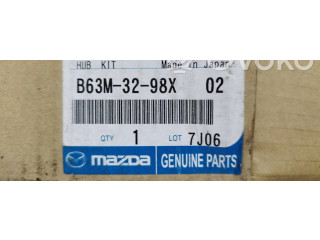 HUB KIT Made in Japan
B63M-32-98X 02
QTY 1 LOT 7J06
mazda GENUINE PARTS